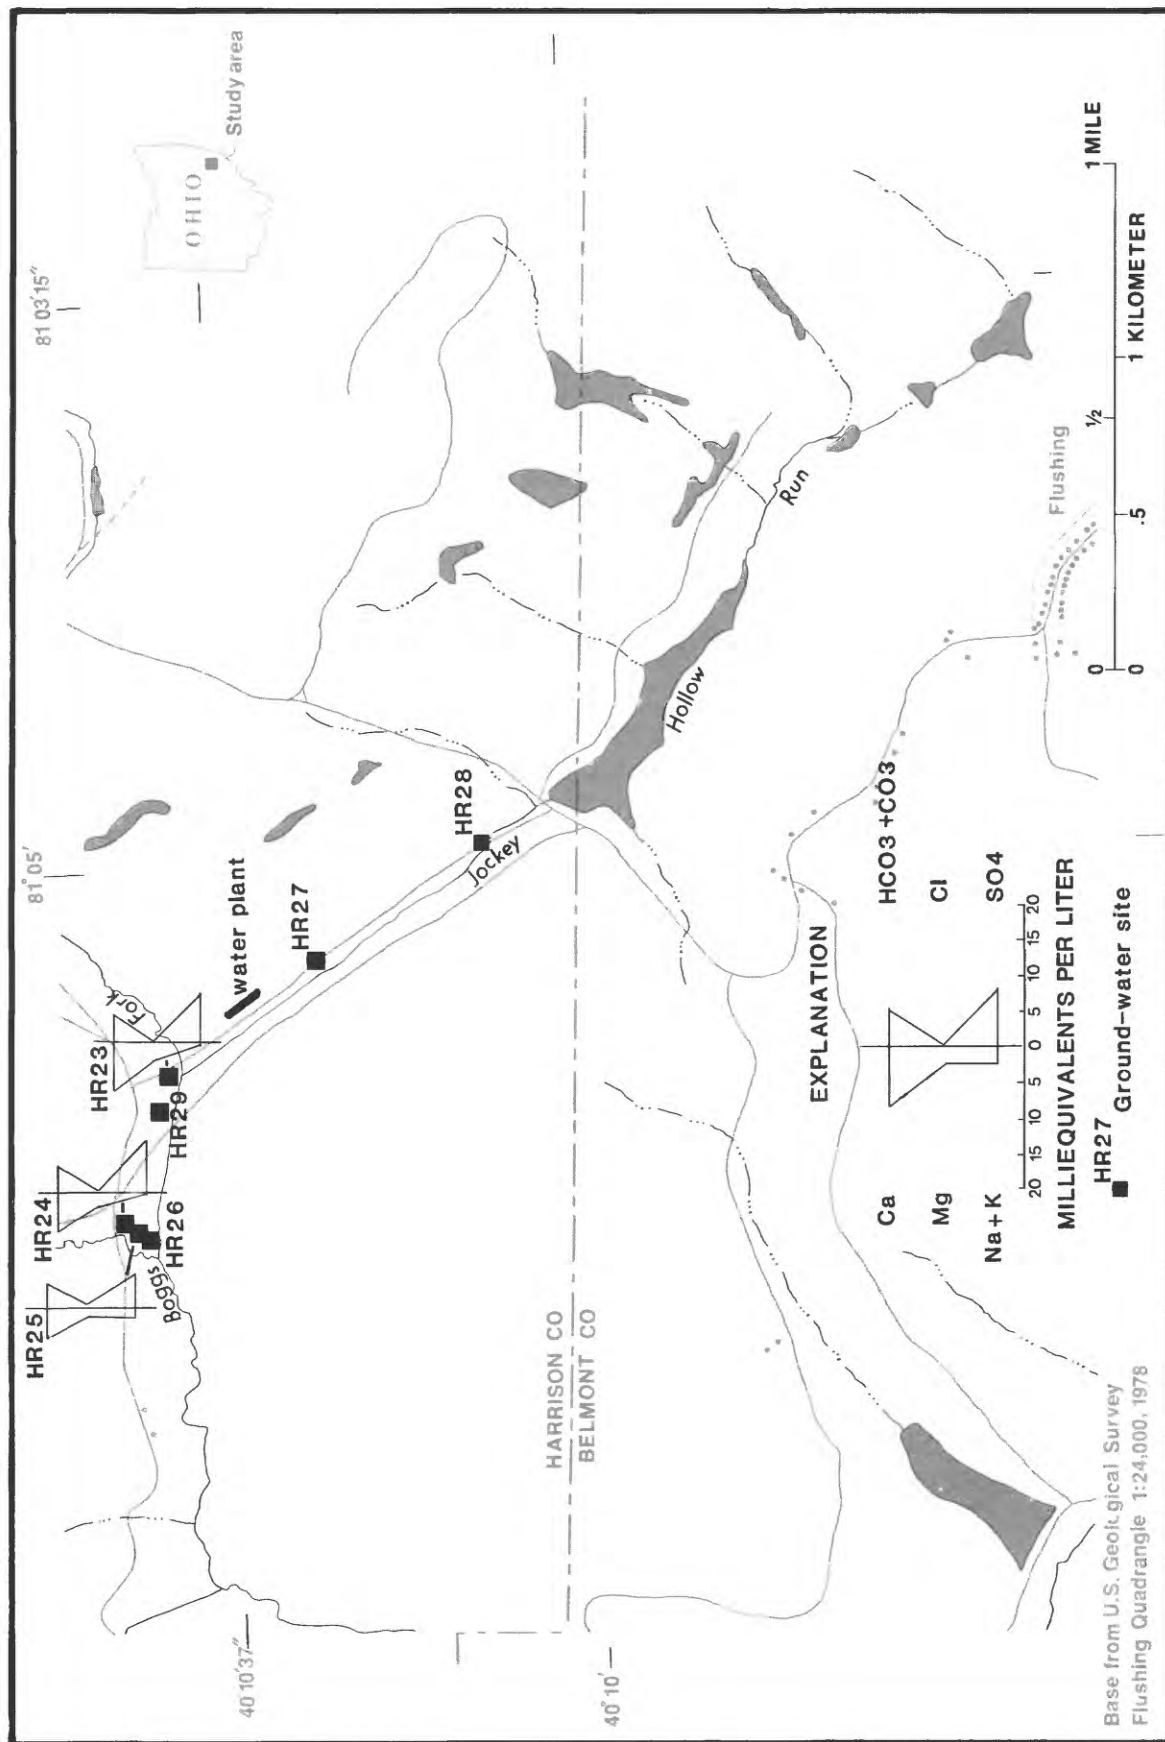 HR25
HR24
HR23
Fork
HR29
HR26
Boggs
water plant
HR27
81°05'
81 03'15"
OHIO
Study area
40 10'37"
HR28
Jockey
HARRISON CO
BELMONT CO
40°10'
Hollow
Run
EXPLANATION
Ca
HCO3 +CO3
Mg
Cl
Na+K
SO4
20 15 10 5 0 5 10 15 20
MILLIEQUIVALENTS PER LITER
HR27
Ground-water site
Flushing
0 1/2 1 MILE
0 .5 1 KILOMETER
Base from U.S. Geological Survey
Flushing Quadrangle 1:24,000, 1978